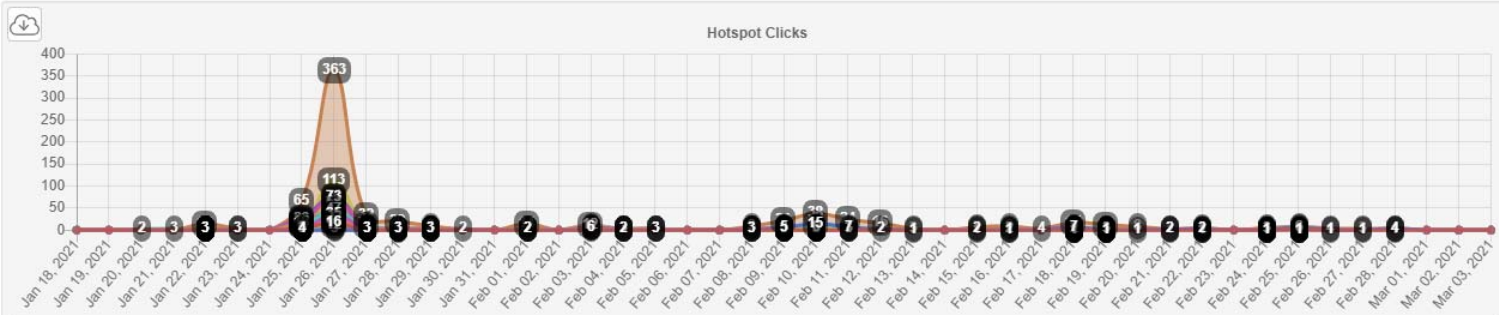 Hotspot Clicks
400
363
350
300
250
200
150
113
100
73
65
50
16
4
0
2 3 3 3 3 3 3 2 2 6 2 3 3 5 15 7 2 1 2 1 4 7 1 1 2 2 1 1 1 1 4
Jan 18, 2021
Jan 19, 2021
Jan 20, 2021
Jan 21, 2021
Jan 22, 2021
Jan 23, 2021
Jan 24, 2021
Jan 25, 2021
Jan 26, 2021
Jan 27, 2021
Jan 28, 2021
Jan 29, 2021
Jan 30, 2021
Jan 31, 2021
Feb 01, 2021
Feb 02, 2021
Feb 03, 2021
Feb 04, 2021
Feb 05, 2021
Feb 06, 2021
Feb 07, 2021
Feb 08, 2021
Feb 09, 2021
Feb 10, 2021
Feb 11, 2021
Feb 12, 2021
Feb 13, 2021
Feb 14, 2021
Feb 15, 2021
Feb 16, 2021
Feb 17, 2021
Feb 18, 2021
Feb 19, 2021
Feb 20, 2021
Feb 21, 2021
Feb 22, 2021
Feb 23, 2021
Feb 24, 2021
Feb 25, 2021
Feb 26, 2021
Feb 27, 2021
Feb 28, 2021
Mar 01, 2021
Mar 02, 2021
Mar 03, 2021